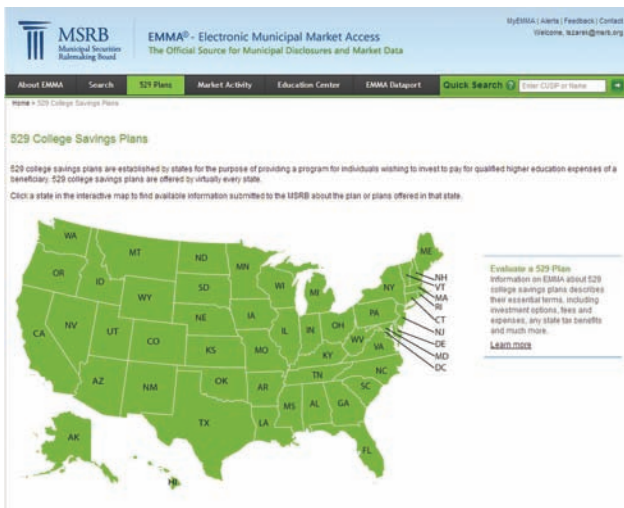 MyEMMA | Alerts | Feedback | Contact
MSRB
Municipal Securities
Rulemaking Board
EMMA® - Electronic Municipal Market Access
The Official Source for Municipal Disclosures and Market Data
About EMMA Search 529 Plans Market Activity Education Center EMMA Dataport Quick Search ? Enter CUSIP or Name
Home > 529 College Savings Plans
529 College Savings Plans
529 college savings plans are established by states for the purpose of providing a program for individuals wishing to invest to pay for qualified higher education expenses of a
beneficiary. 529 college savings plans are offered by virtually every state.
Click a state in the interactive map to find available information submitted to the MSRB about the plan or plans offered in that state.
WA
MT
ND
MN
ME
OR
ID
SD
WI
MI
NY
NH
VT
MA
RI
CT
NJ
DE
MD
DC
WY
NE
IA
PA
NV
UT
CO
IL
IN
OH
CA
KS
MO
KY
WV
VA
AZ
NM
OK
AR
TN
NC
SC
TX
LA
MS
AL
GA
FL
AK
HI
Evaluate a 529 Plan
Information on EMMA about 529
college savings plans describes
their essential terms, including
investment options, fees and
expenses, any state tax benefits
and much more.
Learn more